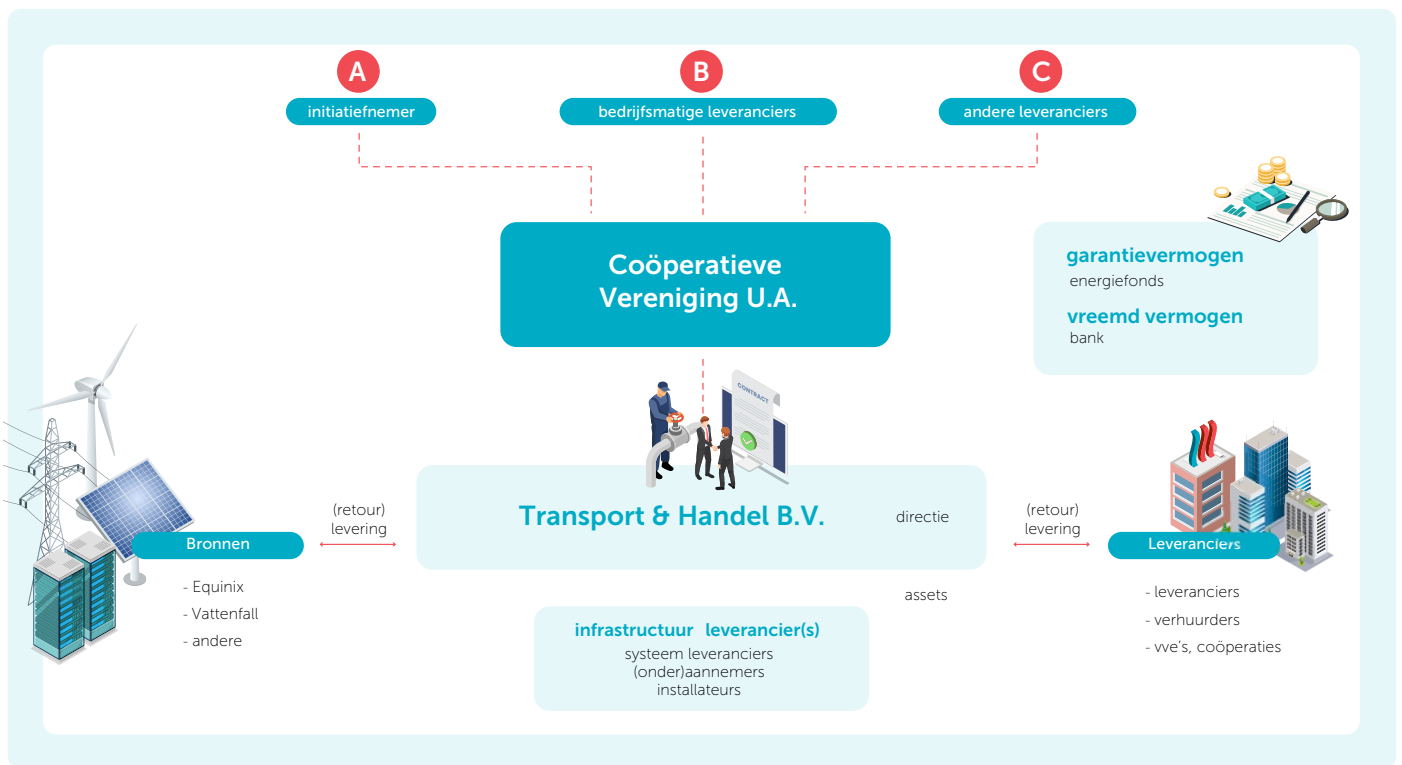 A
B
C
initiatiefnemer
bedrijfsmatige leveranciers
andere leveranciers
Coöperatieve
Vereniging U.A.
garantievermogen
energiefonds
vreemd vermogen
bank
CONTRACT
Transport & Handel B.V.
directie
(retour)
levering
(retour)
levering
Bronnen
- Equinix
- Vattenfall
- andere
Leveranciers
- leveranciers
- verhuurders
- vve's, coöperaties
assets
infrastructuur leverancier(s)
systeem leveranciers
(onder)aannemers
installateurs